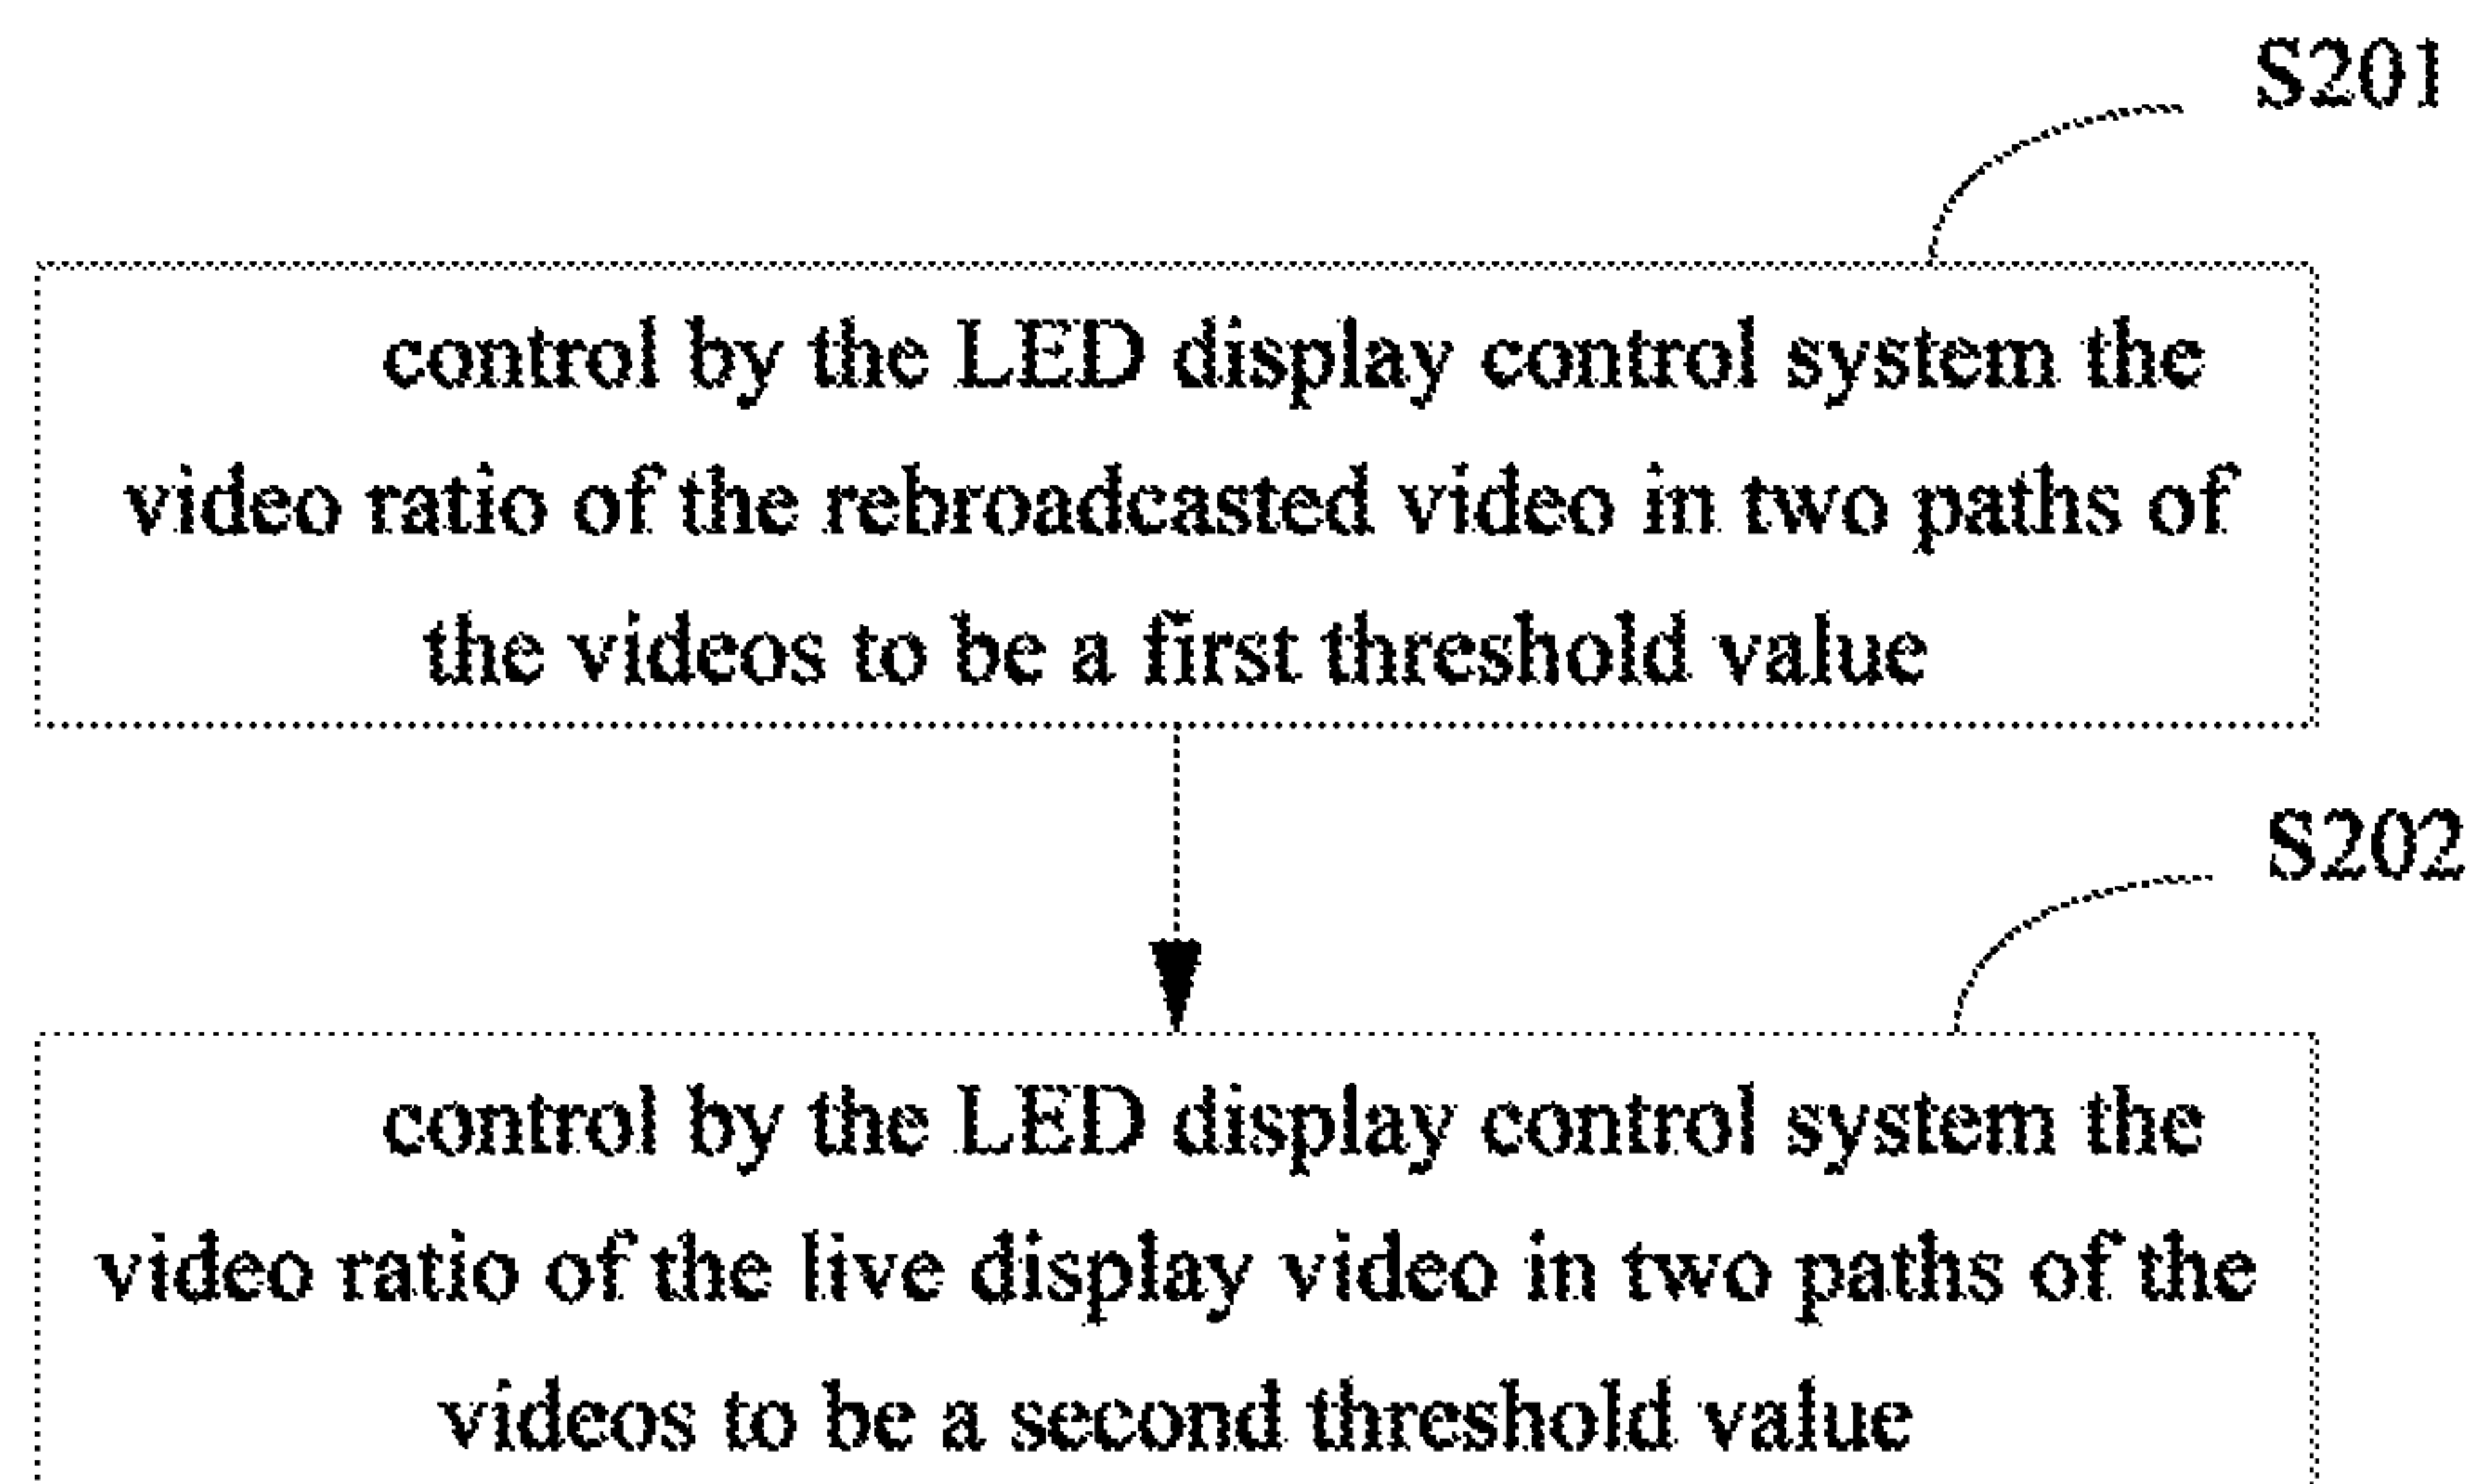 S201
control by the LED display control system the
video ratio of the rebroadcasted video in two paths of
the videos to be a first threshold value
S202
control by the LED display control system the
video ratio of the live display video in two paths of the
videos to be a second threshold value